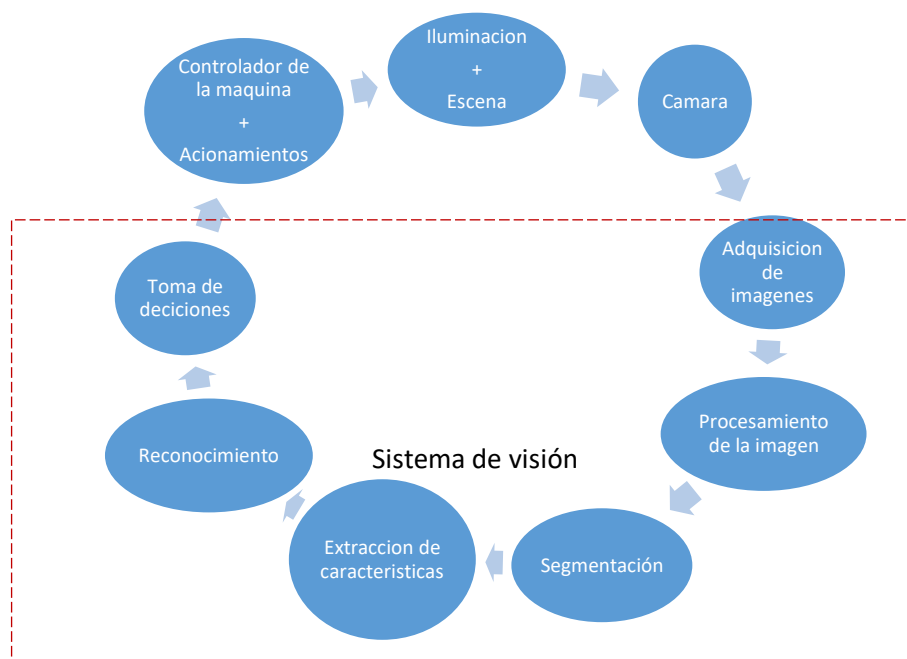 Iluminacion
+
Escena
Camara
Adquisicion
de
imagenes
Procesamiento
de la imagen
Segmentación
Extraccion de
caracteristicas
Reconocimiento
Toma de
deciciones
Controlador de
la maquina
+
Acionamientos
Sistema de visión